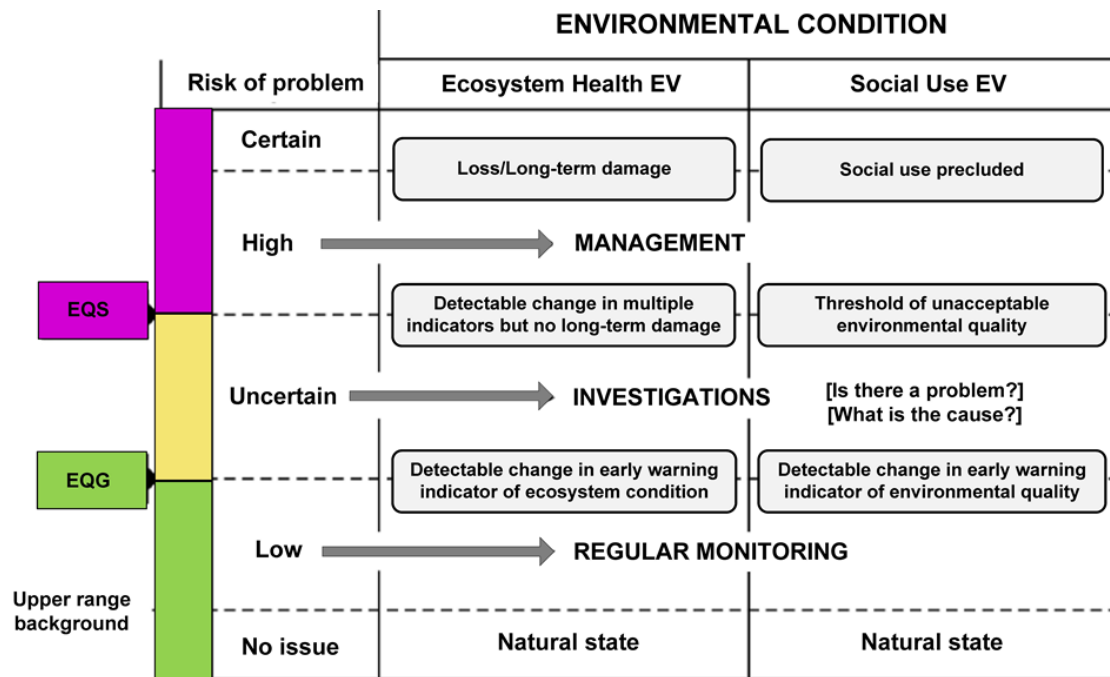 ENVIRONMENTAL CONDITION
Risk of problem
Ecosystem Health EV
Social Use EV
Certain
Loss/Long-term damage
Social use precluded
High
MANAGEMENT
EQS
Detectable change in multiple
indicators but no long-term damage
Threshold of unacceptable
environmental quality
Uncertain
INVESTIGATIONS
[Is there a problem?]
[What is the cause?]
EQG
Detectable change in early warning
indicator of ecosystem condition
Detectable change in early warning
indicator of environmental quality
Low
REGULAR MONITORING
Upper range
background
No issue
Natural state
Natural state